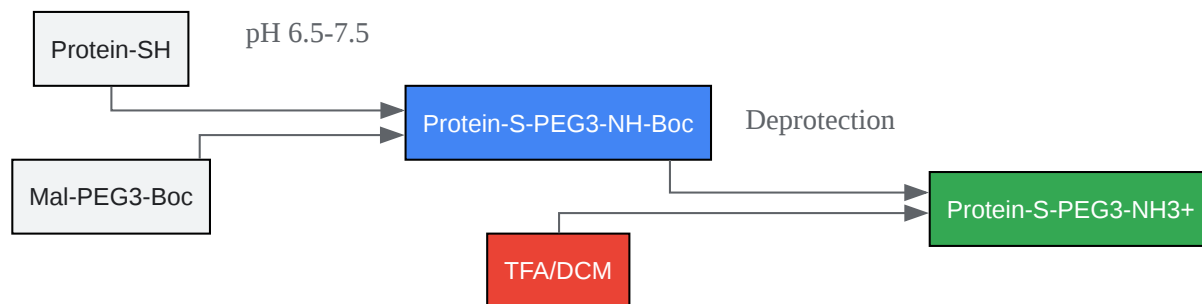 Protein-SH
pH 6.5-7.5
Mal-PEG3-Boc
Protein-S-PEG3-NH-Boc
Deprotection
TFA/DCM
Protein-S-PEG3-NH3+